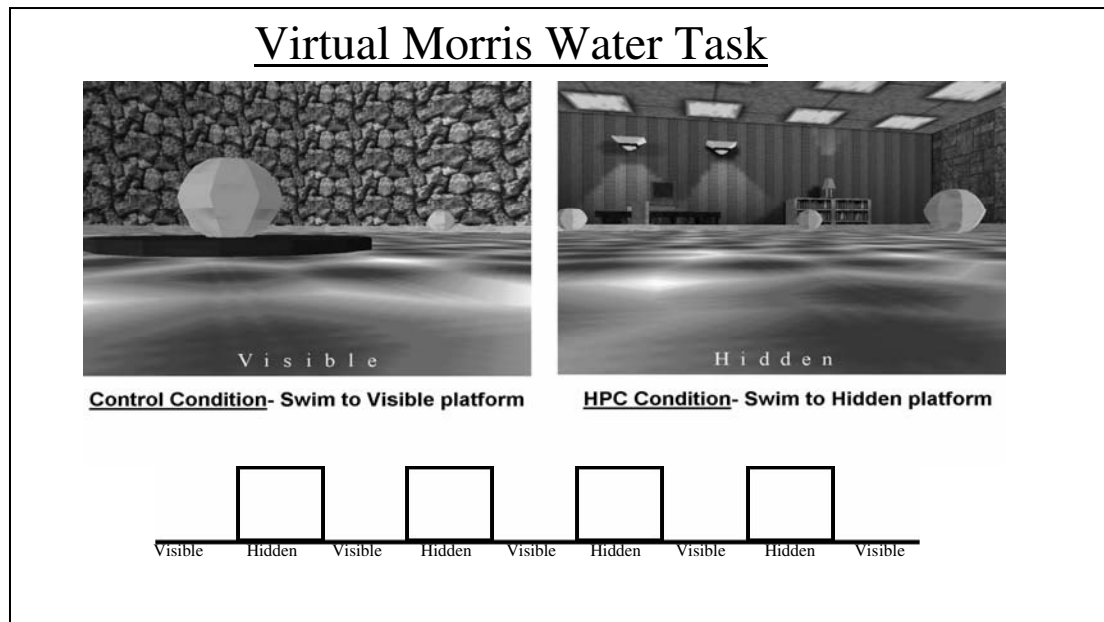 Virtual Morris Water Task
Visible
Hidden
Control Condition- Swim to Visible platform
HPC Condition- Swim to Hidden platform
Visible Hidden Visible Hidden Visible Hidden Visible Hidden Visible